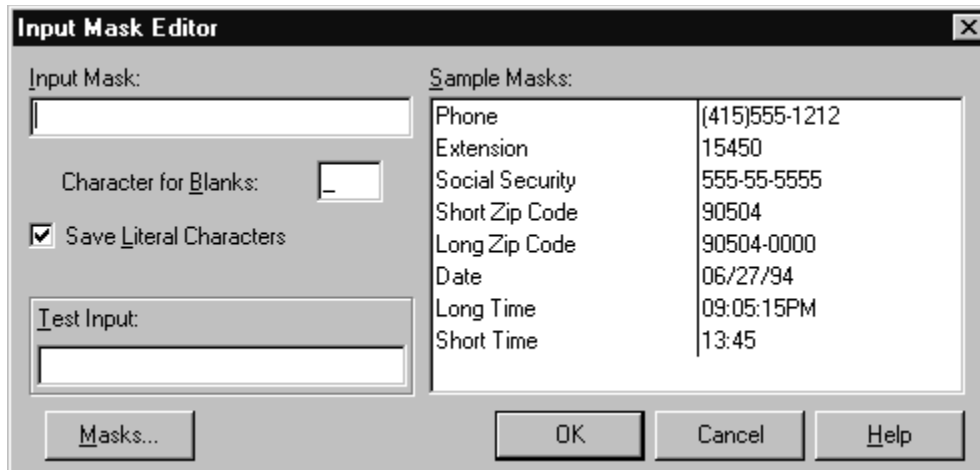 Input Mask Editor
Input Mask:
Character for Blanks: _
Save Literal Characters
Test Input:
Sample Masks:
Phone (415)555-1212
Extension 15450
Social Security 555-55-5555
Short Zip Code 90504
Long Zip Code 90504-0000
Date 06/27/94
Long Time 09:05:15PM
Short Time 13:45
Masks... OK Cancel Help